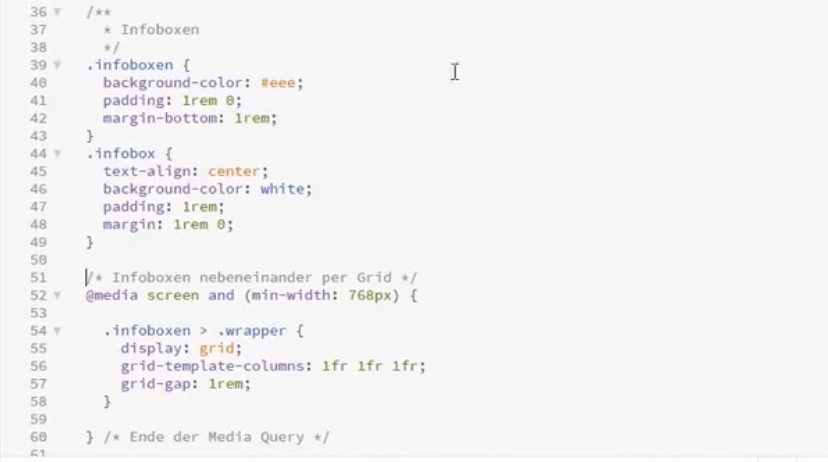 36 /**
37   * Infoboxen
38   */
39 .infoboxen {
40   background-color: #eee;
41   padding: 1rem 0;
42   margin-bottom: 1rem;
43 }
44 .infobox {
45   text-align: center;
46   background-color: white;
47   padding: 1rem;
48   margin: 1rem 0;
49 }
50
51 /* Infoboxen nebeneinander per Grid */
52 @media screen and (min-width: 768px) {
53
54   .infoboxen > .wrapper {
55     display: grid;
56     grid-template-columns: 1fr 1fr 1fr;
57     grid-gap: 1rem;
58   }
59
60 } /* Ende der Media Query */
61